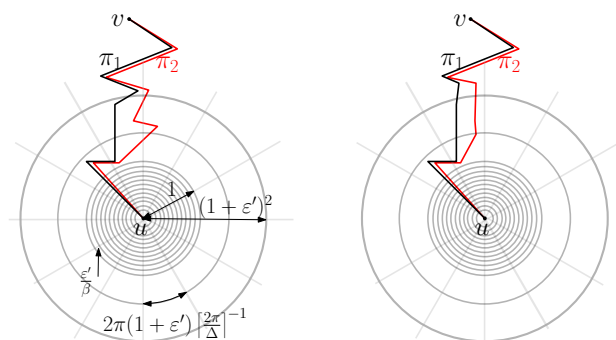 v
π₁ π₂
1
(1 + ε′)²
u
ε′/β
2π(1 + ε′) ⌈2π/Δ⌉⁻¹
v
π₁ π₂
u